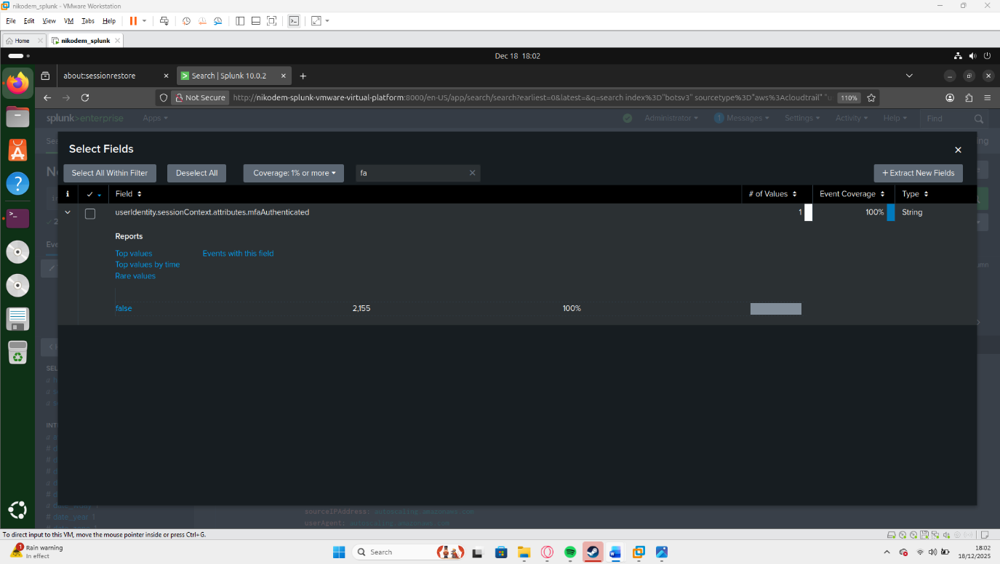 nikodem_splunk - VMware Workstation
File Edit View VM Tabs Help
Home nikodem_splunk
Dec 18 18:02
about:sessionrestore Search | Splunk 10.0.2
Not Secure http://nikodem-splunk-vmware-virtual-platform:8000/en-US/app/search/search?earliest=0&latest=&q=search index%3D"botsv3" sourcetype%3D"aws%3Acloudtrail" "u 110%
splunk>enterprise Apps Administrator 1 Messages Settings Activity Help Find
Select Fields
Select All Within Filter Deselect All Coverage: 1% or more fa + Extract New Fields
i Field # of Values Event Coverage Type
userIdentity.sessionContext.attributes.mfaAuthenticated 1 100% String
Reports
Top values Events with this field
Top values by time
Rare values
false 2,155 100%
# date_year 1
sourceIPAddress: autoscaling.amazonaws.com
userAgent: autoscaling.amazonaws.com
To direct input to this VM, move the mouse pointer inside or press Ctrl+G.
1 Rain warning
In effect
Search
18:02
18/12/2025